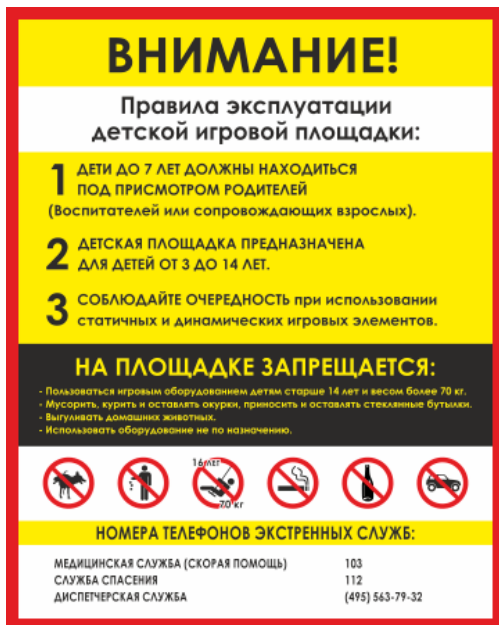 ВНИМАНИЕ!
Правила эксплуатации
детской игровой площадки:
1 ДЕТИ ДО 7 ЛЕТ ДОЛЖНЫ НАХОДИТЬСЯ
ПОД ПРИСМОТРОМ РОДИТЕЛЕЙ
(Воспитателей или сопровождающих взрослых).
2 ДЕТСКАЯ ПЛОЩАДКА ПРЕДНАЗНАЧЕНА
ДЛЯ ДЕТЕЙ ОТ 3 ДО 14 ЛЕТ.
3 СОБЛЮДАЙТЕ ОЧЕРЕДНОСТЬ при использовании
статичных и динамических игровых элементов.
НА ПЛОЩАДКЕ ЗАПРЕЩАЕТСЯ:
- Пользоваться игровым оборудованием детям старше 14 лет и весом более 70 кг.
- Мусорить, курить и оставлять окурки, приносить и оставлять стеклянные бутылки.
- Выгуливать домашних животных.
- Использовать оборудование не по назначению.
16 лет
70 кг
НОМЕРА ТЕЛЕФОНОВ ЭКСТРЕННЫХ СЛУЖБ:
МЕДИЦИНСКАЯ СЛУЖБА (СКОРАЯ ПОМОЩЬ) 103
СЛУЖБА СПАСЕНИЯ 112
ДИСПЕТЧЕРСКАЯ СЛУЖБА (495) 563-79-32